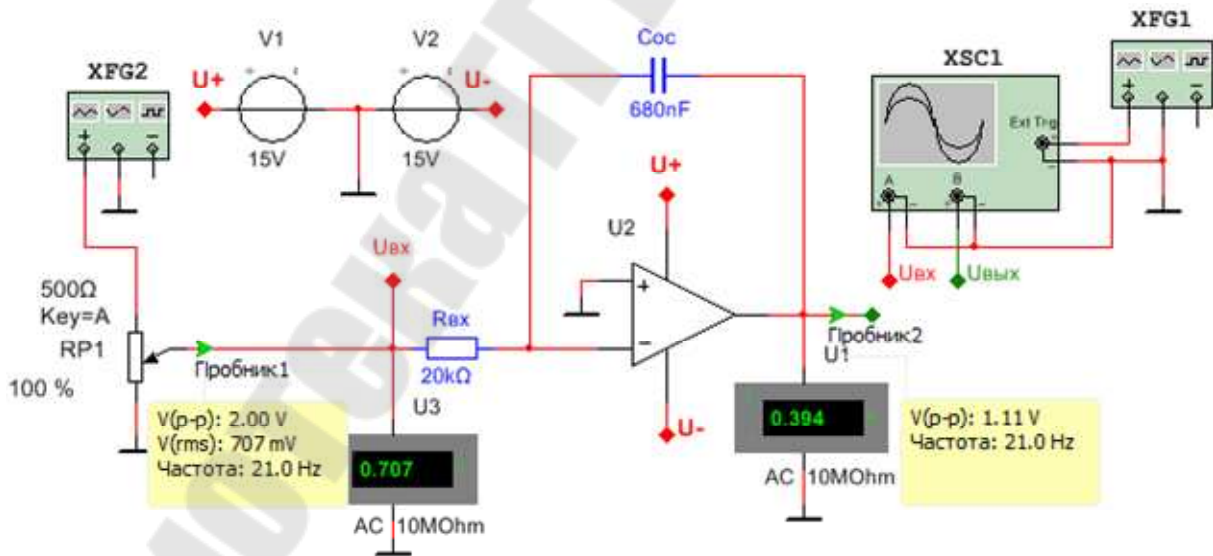 XFG1
V1
V2
Cос
XSC1
XFG2
U+
U-
680nF
Ext Trig
15V
15V
U+
A
B
U2
Uвх
Uвх
Uвых
500Ω
Key=A
Rвх
RP1
Пробник1
Пробник2
U1
100 %
20kΩ
U3
V(p-p): 2.00 V
V(rms): 707 mV
Частота: 21.0 Hz
0.394
V(p-p): 1.11 V
Частота: 21.0 Hz
U-
0.707
AC 10MOhm
AC 10MOhm